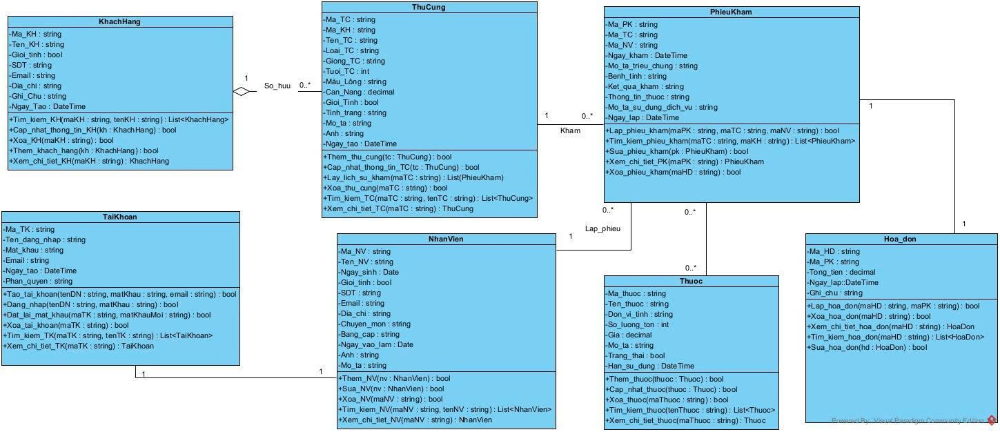 KhachHang
-Ma_KH : string
-Ten_KH : string
-Gioi_tinh : bool
-SDT : string
-Email : string
-Dia_chi : string
-Ghi_Chu : string
-Ngay_Tao : DateTime
+Tim_kiem_KH(maKH : string, tenKH : string) : List<KhachHang>
+Cap_nhat_thong_tin_KH(kh : KhachHang) : bool
+Xoa_KH(maKH : string) : bool
+Them_khach_hang(kh : KhachHang) : bool
+Xem_chi_tiet_KH(maKH : string) : KhachHang
1
So_huu
0..*
ThuCung
-Ma_TC : string
-Ma_KH : string
-Ten_TC : string
-Loai_TC : string
-Giong_TC : string
-Tuoi_TC : int
-Màu_Lông : string
-Can_Nang : decimal
-Gioi_Tinh : bool
-Tinh_trang : string
-Mo_ta : string
-Anh : string
-Ngay_tao : DateTime
+Them_thu_cung(tc : ThuCung) : bool
+Cap_nhat_thong_tin_TC(tc : ThuCung) : bool
+Lay_lich_su_kham(maTC : string) : List(PhieuKham)
+Xoa_thu_cung(maTC : string) : bool
+Tim_kiem_TC(maTC : string, tenTC : string) : List<ThuCung>
+Xem_chi_tiet_TC(maTC : string) : ThuCung
1
0..*
Kham
PhieuKham
-Ma_PK : string
-Ma_TC : string
-Ma_NV : string
-Ngay_kham : DateTime
-Mo_ta_trieu_chung : string
-Benh_tinh : string
-Ket_qua_kham : string
-Thong_tin_thuoc : string
-Mo_ta_su_dung_dich_vu : string
-Ngay_lap : DateTime
+Lap_phieu_kham(maPK : string, maTC : string, maNV : string) : bool
+Tim_kiem_phieu_kham(maTC : string, maKH : string) : List<PhieuKham>
+Sua_phieu_kham(pk : PhieuKham) : bool
+Xem_chi_tiet_PK(maPK : string) : PhieuKham
+Xoa_phieu_kham(maHD : string) : bool
1
1
0..*
Lap_phieu
1
0..*
0..*
TaiKhoan
-Ma_TK : string
-Ten_dang_nhap : string
-Mat_khau : string
-Email : string
-Ngay_tao : DateTime
-Phan_quyen : string
+Tao_tai_khoan(tenDN : string, matKhau : string, email : string) : bool
+Dang_nhap(tenDN : string, matKhau : string) : bool
+Dat_lai_mat_khau(maTK : string, matKhauMoi : string) : bool
+Xoa_tai_khoan(maTK : string) : bool
+Tim_kiem_TK(maTK : string, tenTK : string) : List<TaiKhoan>
+Xem_chi_tiet_TK(maTK : string) : TaiKhoan
1
1
NhanVien
-Ma_NV : string
-Ten_NV : string
-Ngay_sinh : Date
-Gioi_tinh : bool
-SDT : string
-Email : string
-Dia_chi : string
-Chuyen_mon : string
-Bang_cap : string
-Ngay_vao_lam : Date
-Anh : string
-Mo_ta : string
+Them_NV(nv : NhanVien) : bool
+Sua_NV(nv : NhanVien) : bool
+Xoa_NV(maNV : string) : bool
+Tim_kiem_NV(maNV : string, tenNV : string) : List<NhanVien>
+Xem_chi_tiet_NV(maNV : string) : NhanVien
Thuoc
-Ma_thuoc : string
-Ten_thuoc : string
-Don_vi_tinh : string
-So_luong_ton : int
-Gia : decimal
-Mo_ta : string
-Trang_thai : bool
-Han_su_dung : DateTime
+Them_thuoc(thuoc : Thuoc) : bool
+Cap_nhat_thuoc(thuoc : Thuoc) : bool
+Xoa_thuoc(maThuoc : string) : bool
+Tim_kiem_thuoc(tenThuoc : string) : List<Thuoc>
+Xem_chi_tiet_thuoc(maThuoc : string) : Thuoc
Hoa_don
-Ma_HD : string
-Ma_PK : string
-Tong_tien : decimal
-Ngay_lap::DateTime
-Ghi_chu : string
+Lap_hoa_don(maHD : string, maPK : string) : bool
+Xoa_hoa_don(maHD : string) : bool
+Xem_chi_tiet_hoa_don(maHD : string) : HoaDon
+Tim_kiem_hoa_don(maHD : string) : List<HoaDon>
+Sua_hoa_don(hd : HoaDon) : bool
Powered By Visual Paradigm Community Edition